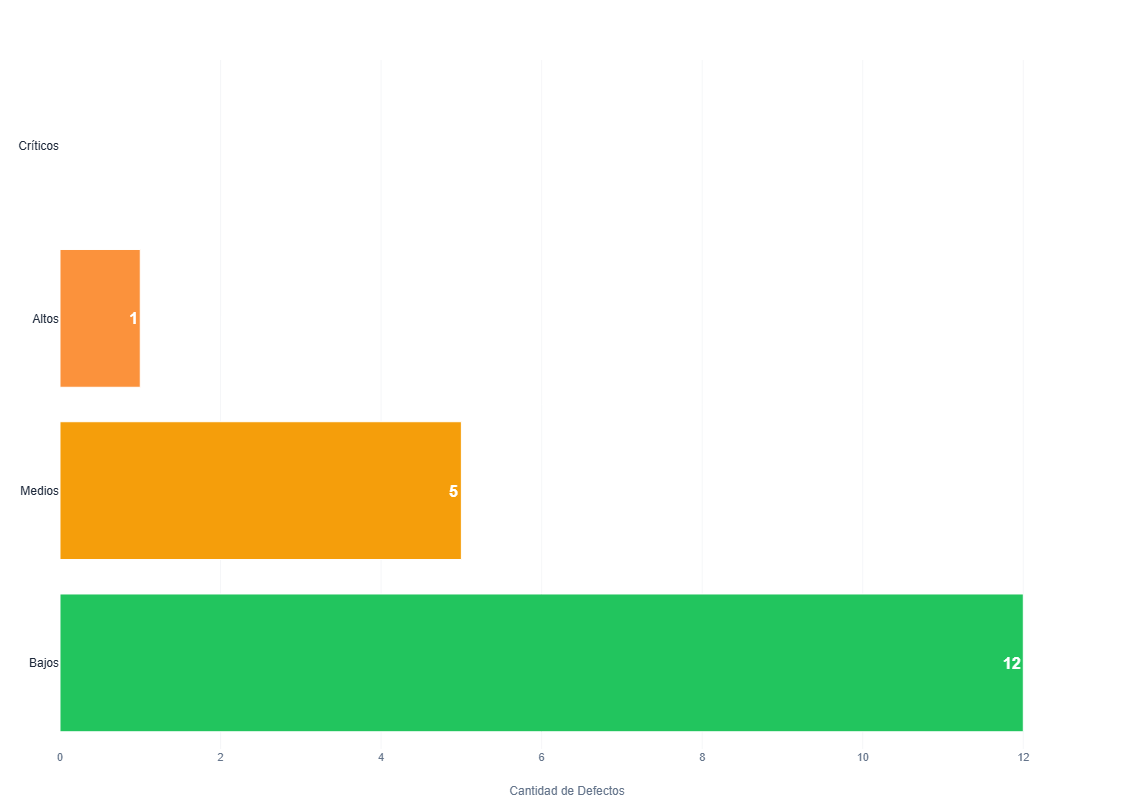 Críticos
Altos
1
Medios
5
Bajos
12
0 2 4 6 8 10 12
Cantidad de Defectos